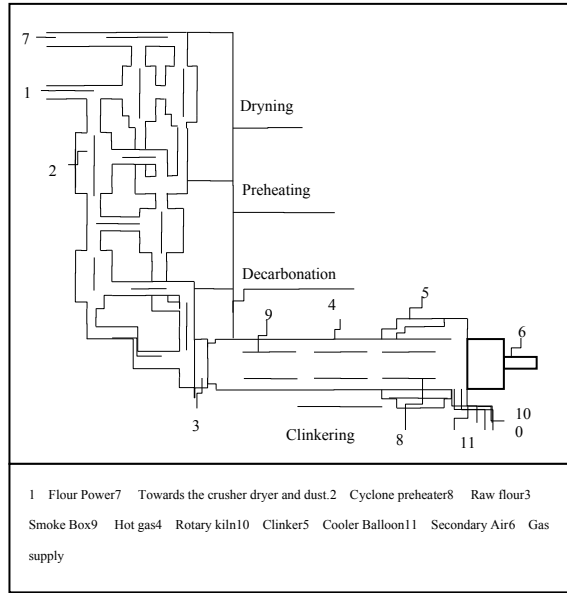 7
1
Dryning
2
Preheating
Decarbonation
5
9
4
6
3
Clinkering
8
11
10
0
1 Flour Power7 Towards the crusher dryer and dust.2 Cyclone preheater8 Raw flour3
Smoke Box9 Hot gas4 Rotary kiln10 Clinker5 Cooler Balloon11 Secondary Air6 Gas
supply